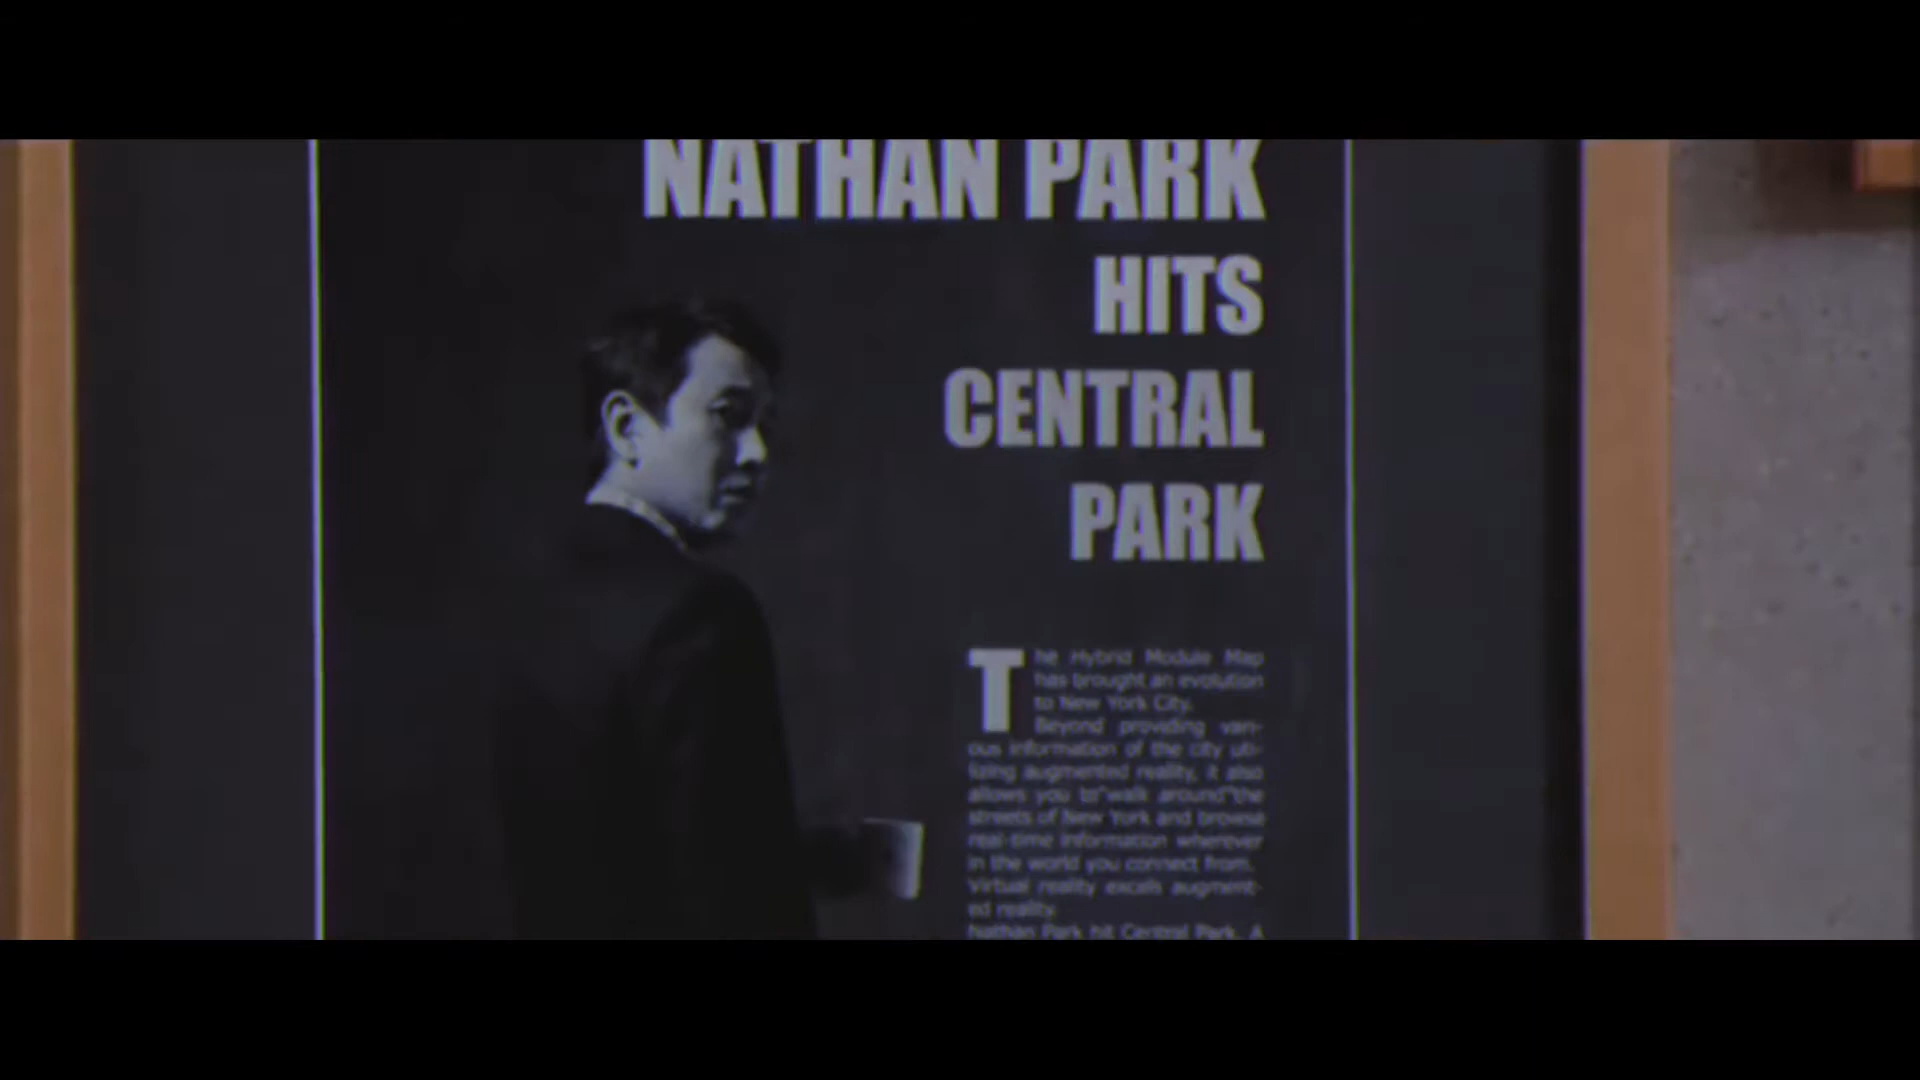 NATHAN PARK
HITS
CENTRAL
PARK
The Hybrid Module Map
has brought an evolution
to New York City.
Beyond providing vari-
ous information of the city uti-
lizing augmented reality, it also
allows you to"walk around"the
streets of New York and browse
real-time information wherever
in the world you connect from.
Virtual reality excels augment-
ed reality.
Nathan Park hit Central Park. A